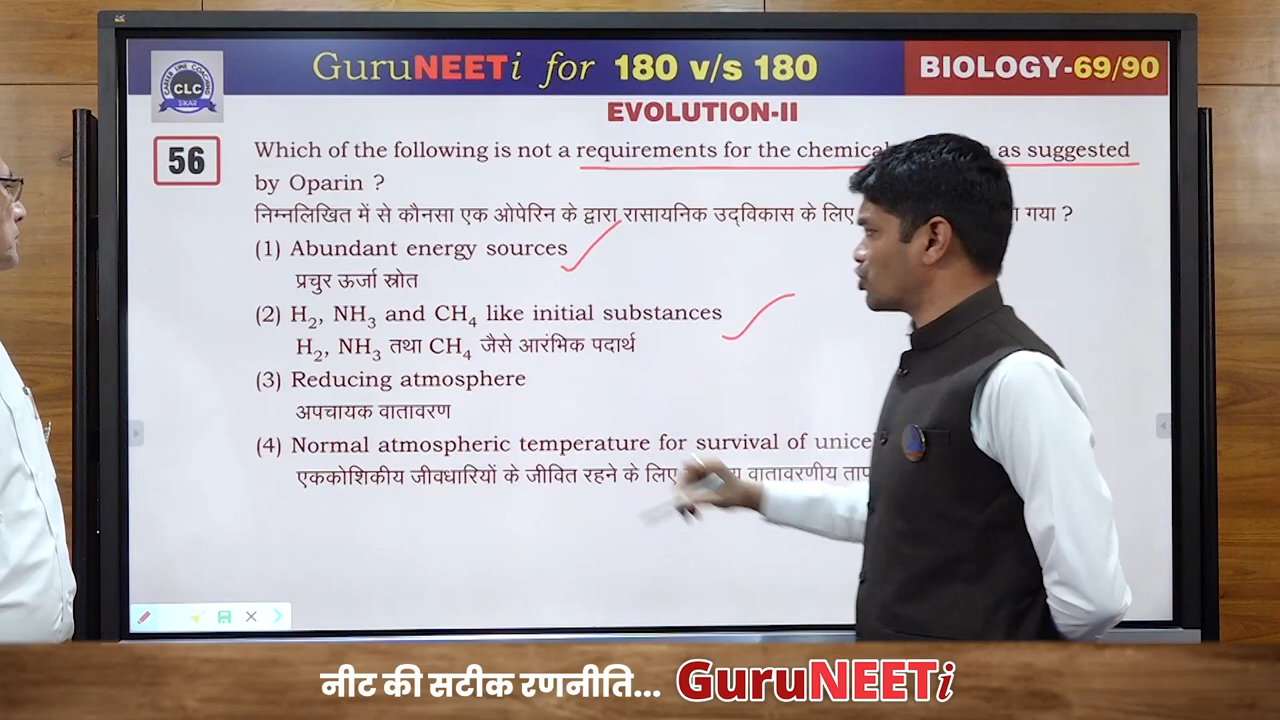 GuruNEETi for 180 v/s 180
BIOLOGY-69/90
CAREER LINE COACHING
CLC
SIKAR
EVOLUTION-II
56
Which of the following is not a requirements for the chemical as suggested
by Oparin ?
निम्नलिखित में से कौनसा एक ओपेरिन के द्वारा रासायनिक उद्विकास के लिए गया ?
(1) Abundant energy sources
प्रचुर ऊर्जा स्रोत
(2) H₂, NH₃ and CH₄ like initial substances
H₂, NH₃ तथा CH₄ जैसे आरंभिक पदार्थ
(3) Reducing atmosphere
अपचायक वातावरण
(4) Normal atmospheric temperature for survival of
एककोशिकीय जीवधारियों के जीवित रहने के लिए वातावरणीय
नीट की सटीक रणनीति... GuruNEETi